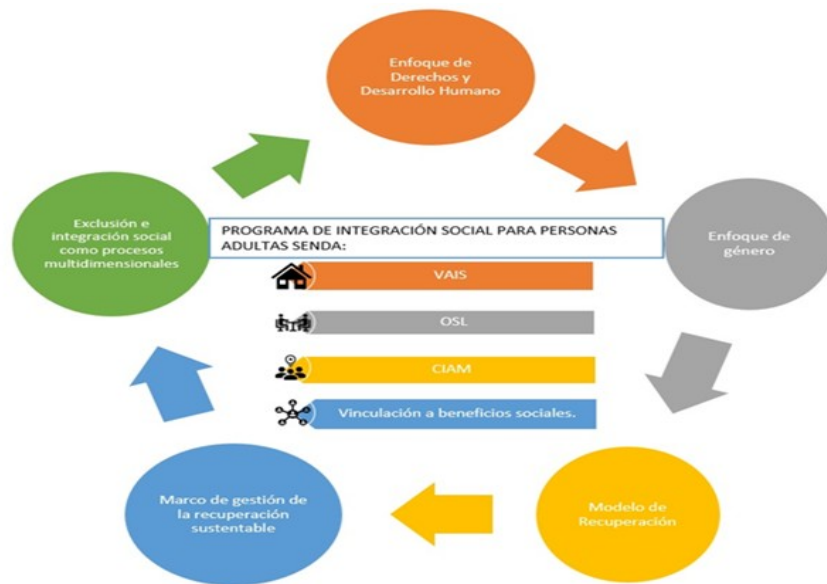 Enfoque de
Derechos y
Desarrollo Humano
Exclusión e
integración social
como procesos
multidimensionales
PROGRAMA DE INTEGRACIÓN SOCIAL PARA PERSONAS
ADULTAS SENDA:
Enfoque de
género
VAIS
OSL
CIAM
Vinculación a beneficios sociales.
Marco de gestión de
la recuperación
sustentable
Modelo de
Recuperación